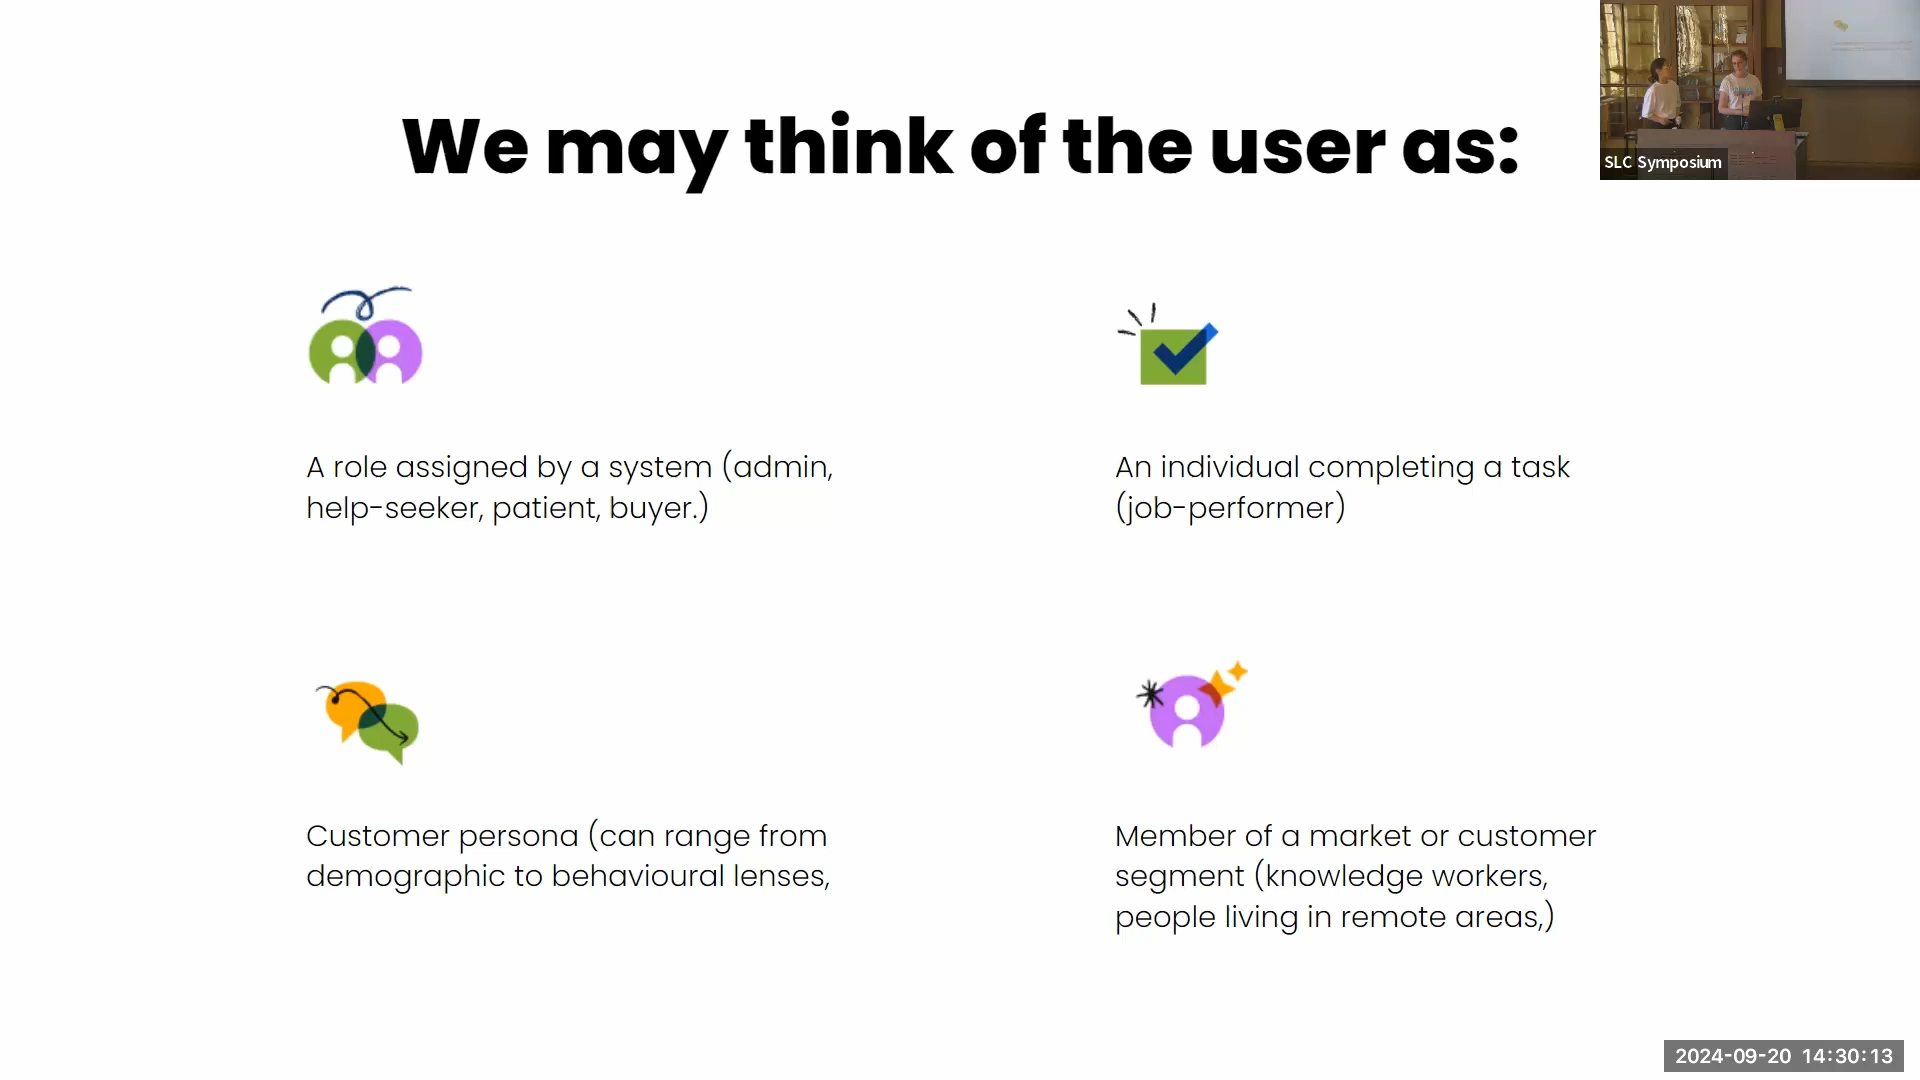 We may think of the user as:
SLC Symposium
A role assigned by a system (admin,
help-seeker, patient, buyer.)
An individual completing a task
(job-performer)
Customer persona (can range from
demographic to behavioural lenses,
Member of a market or customer
segment (knowledge workers,
people living in remote areas,)
2024-09-20 14:30:13